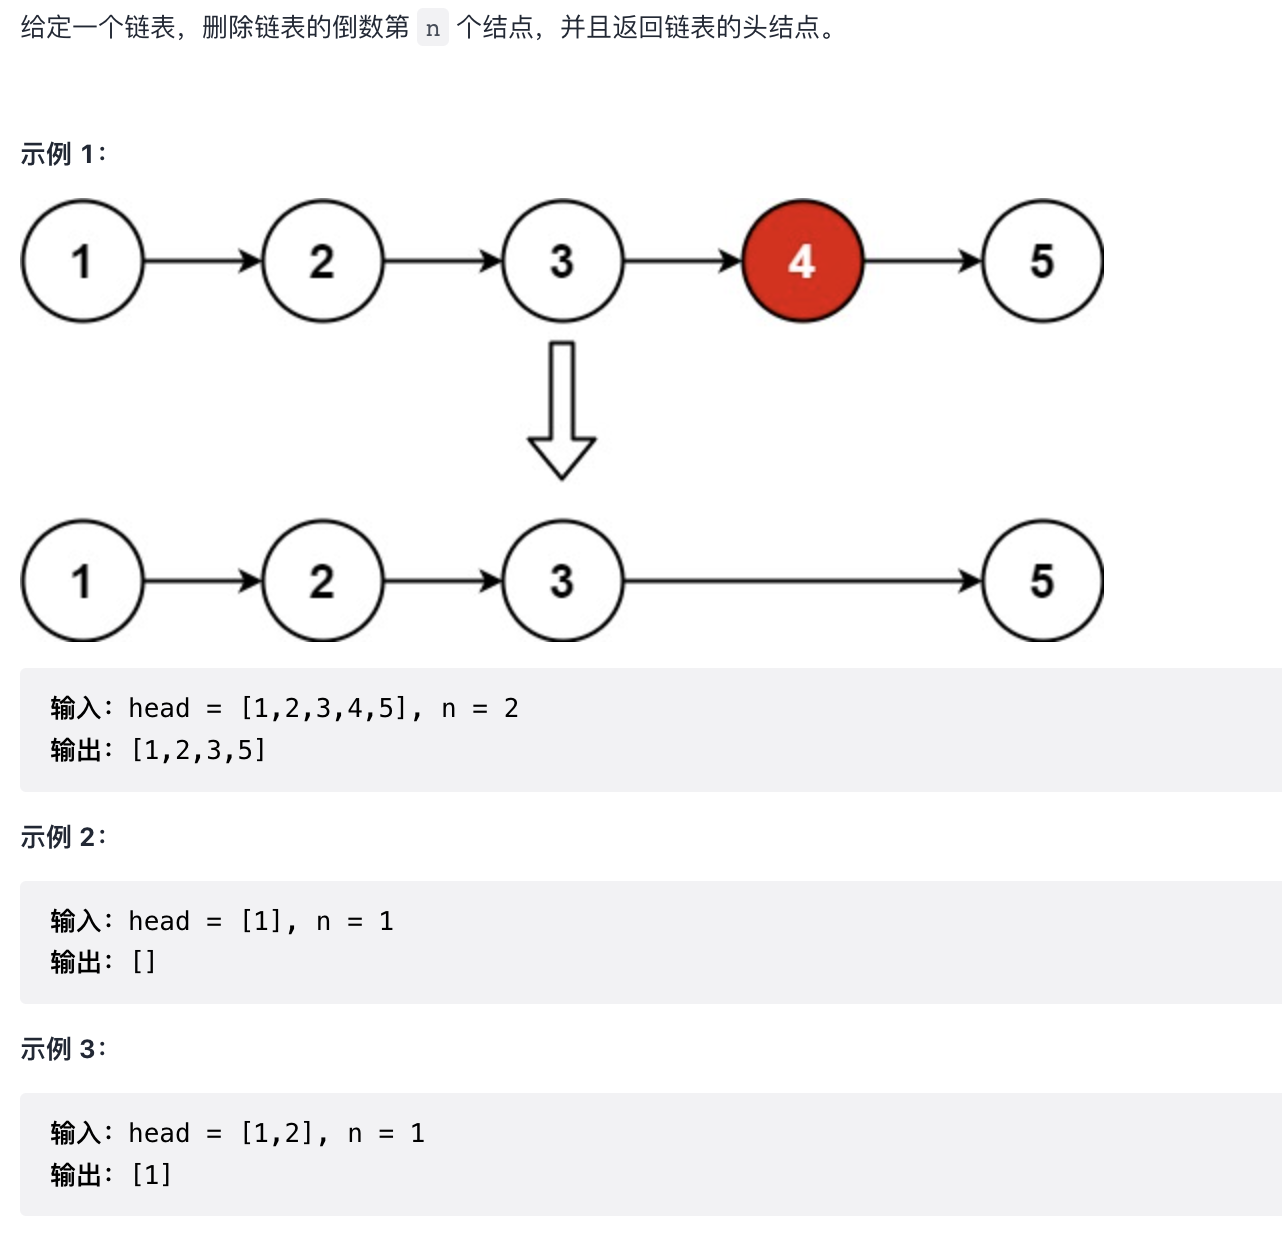 给定一个链表，删除链表的倒数第 n 个结点，并且返回链表的头结点。
示例 1：
1 2 3 4 5
1 2 3 5
输入：head = [1,2,3,4,5], n = 2
输出：[1,2,3,5]
示例 2：
输入：head = [1], n = 1
输出：[]
示例 3：
输入：head = [1,2], n = 1
输出：[1]